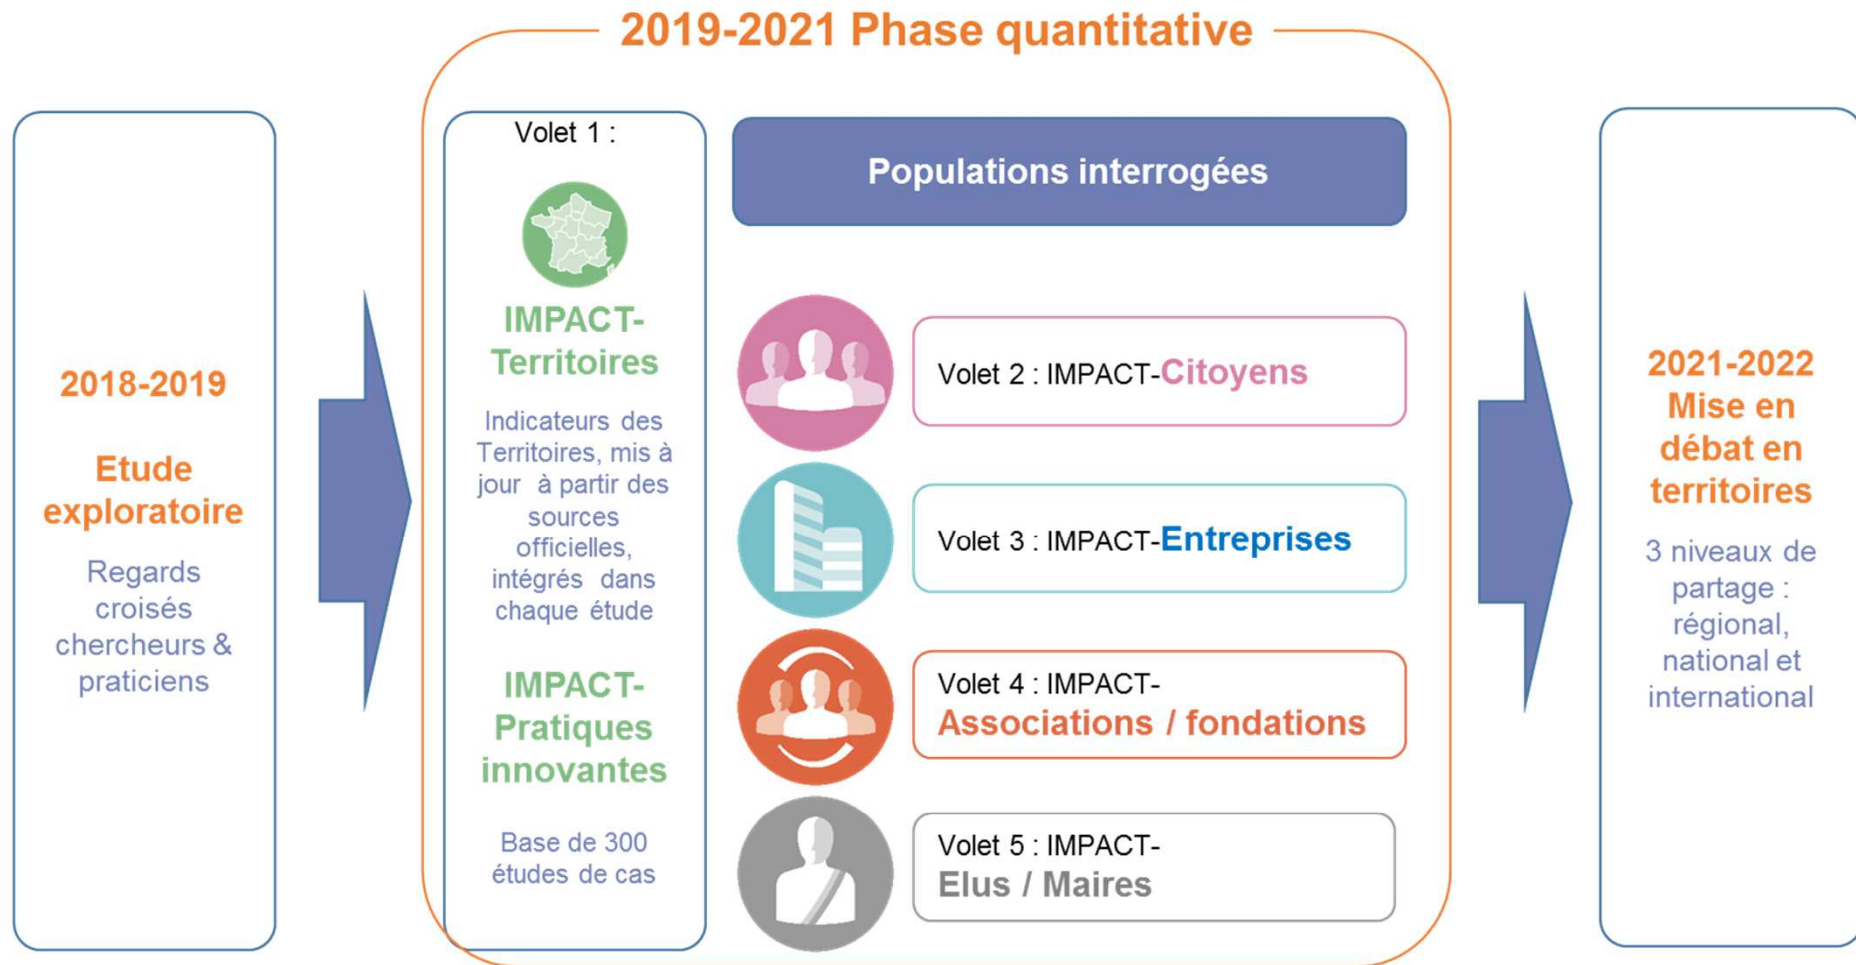 2019-2021 Phase quantitative
2018-2019
Etude
exploratoire
Regards
croisés
chercheurs &
praticiens
Volet 1 :
IMPACT-
Territoires
Indicateurs des
Territoires, mis à
jour à partir des
sources
officielles,
intégrés dans
chaque étude
IMPACT-
Pratiques
innovantes
Base de 300
études de cas
Populations interrogées
Volet 2 : IMPACT-Citoyens
Volet 3 : IMPACT-Entreprises
Volet 4 : IMPACT-
Associations / fondations
Volet 5 : IMPACT-
Elus / Maires
2021-2022
Mise en
débat en
territoires
3 niveaux de
partage :
régional,
national et
international